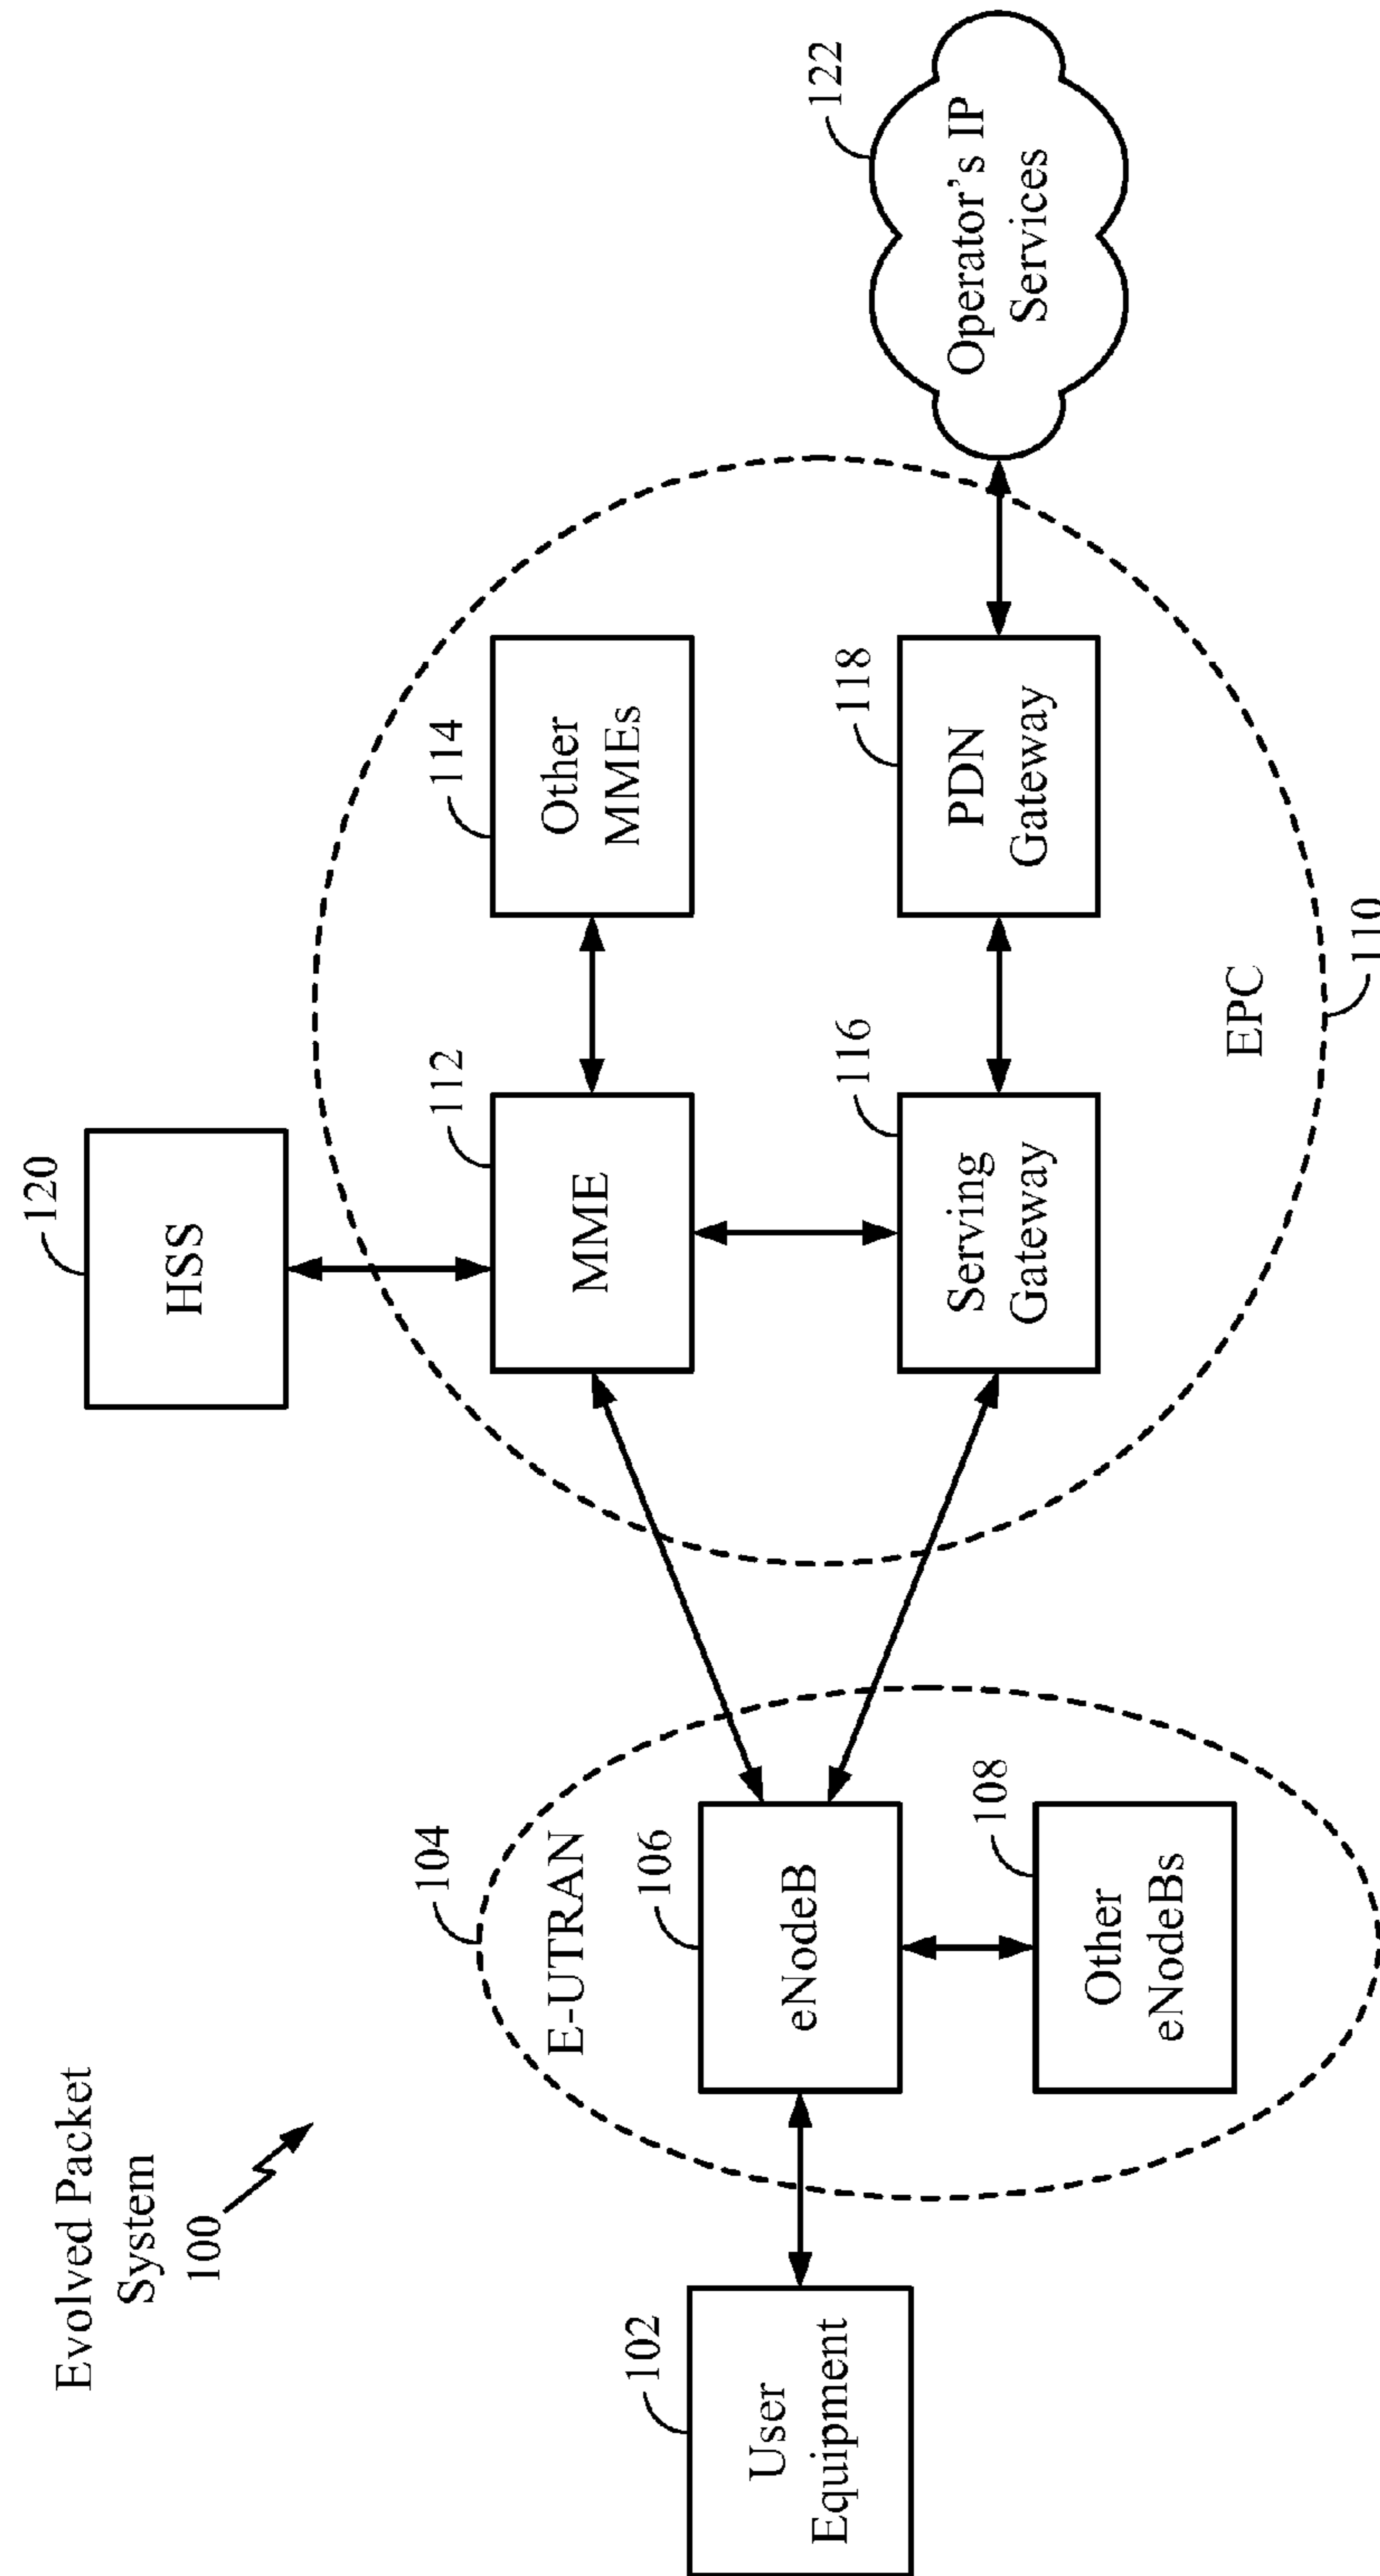 Evolved Packet
System
100
120
HSS
104
E-UTRAN
102
User
Equipment
106
eNodeB
108
Other
eNodeBs
112
MME
114
Other
MMEs
116
Serving
Gateway
118
PDN
Gateway
EPC
110
122
Operator's IP
Services